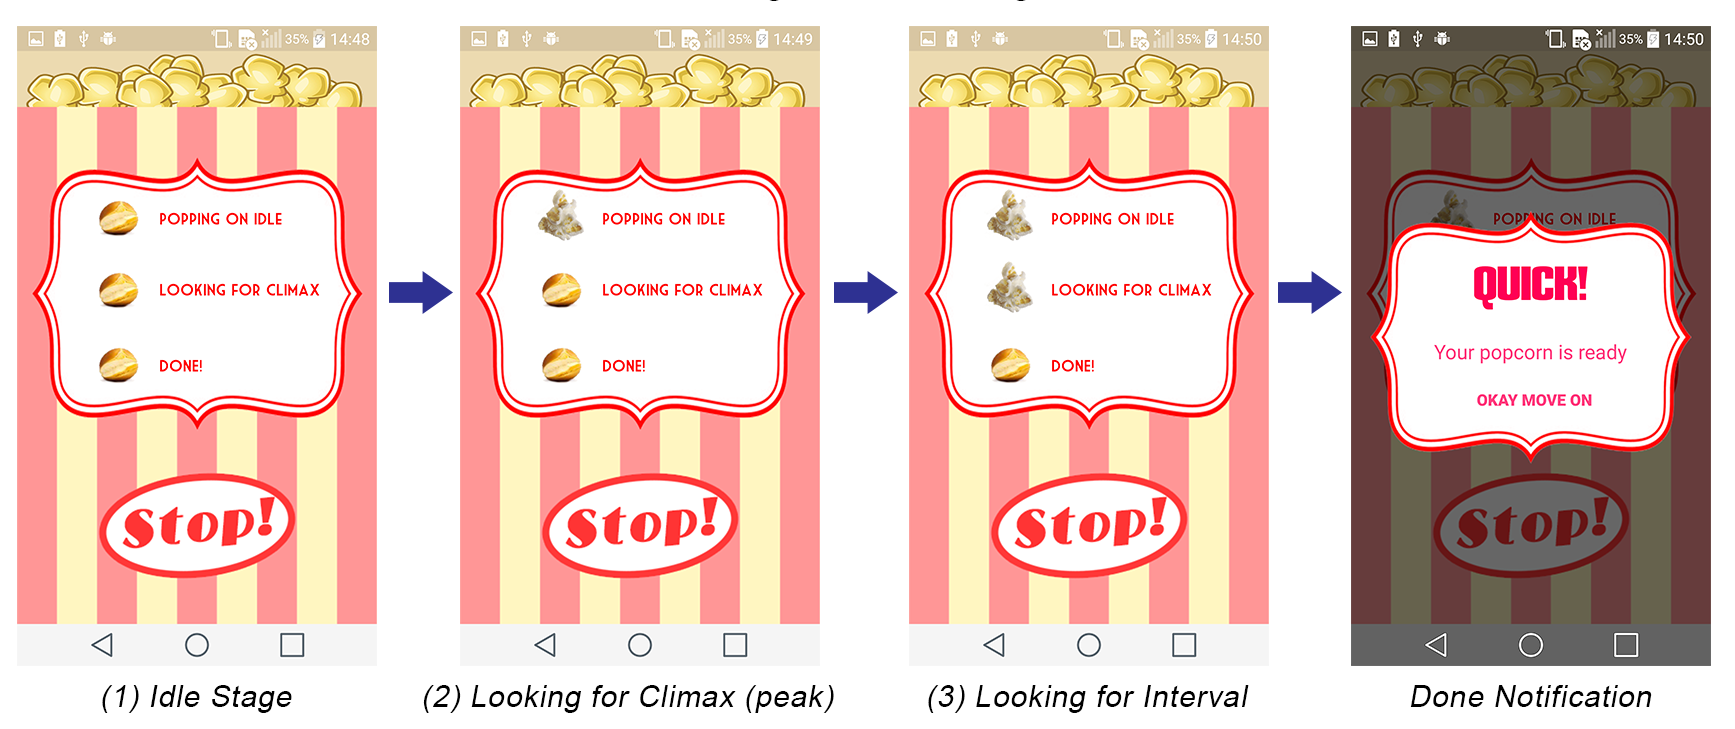 35% 14:48
POPPING ON IDLE
LOOKING FOR CLIMAX
DONE!
Stop!
(1) Idle Stage
35% 14:49
POPPING ON IDLE
LOOKING FOR CLIMAX
DONE!
Stop!
(2) Looking for Climax (peak)
35% 14:50
POPPING ON IDLE
LOOKING FOR CLIMAX
DONE!
Stop!
(3) Looking for Interval
35% 14:50
POPPING ON IDLE
QUICK!
Your popcorn is ready
OKAY MOVE ON
Stop!
Done Notification